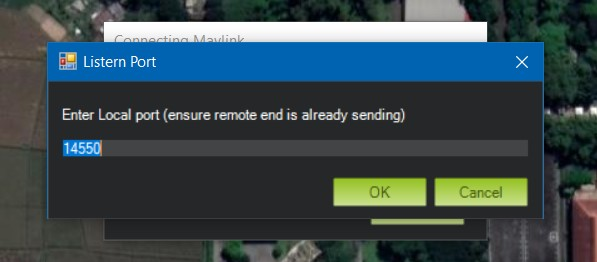 Connecting Mavlink
Listern Port
Enter Local port (ensure remote end is already sending)
14550
OK
Cancel